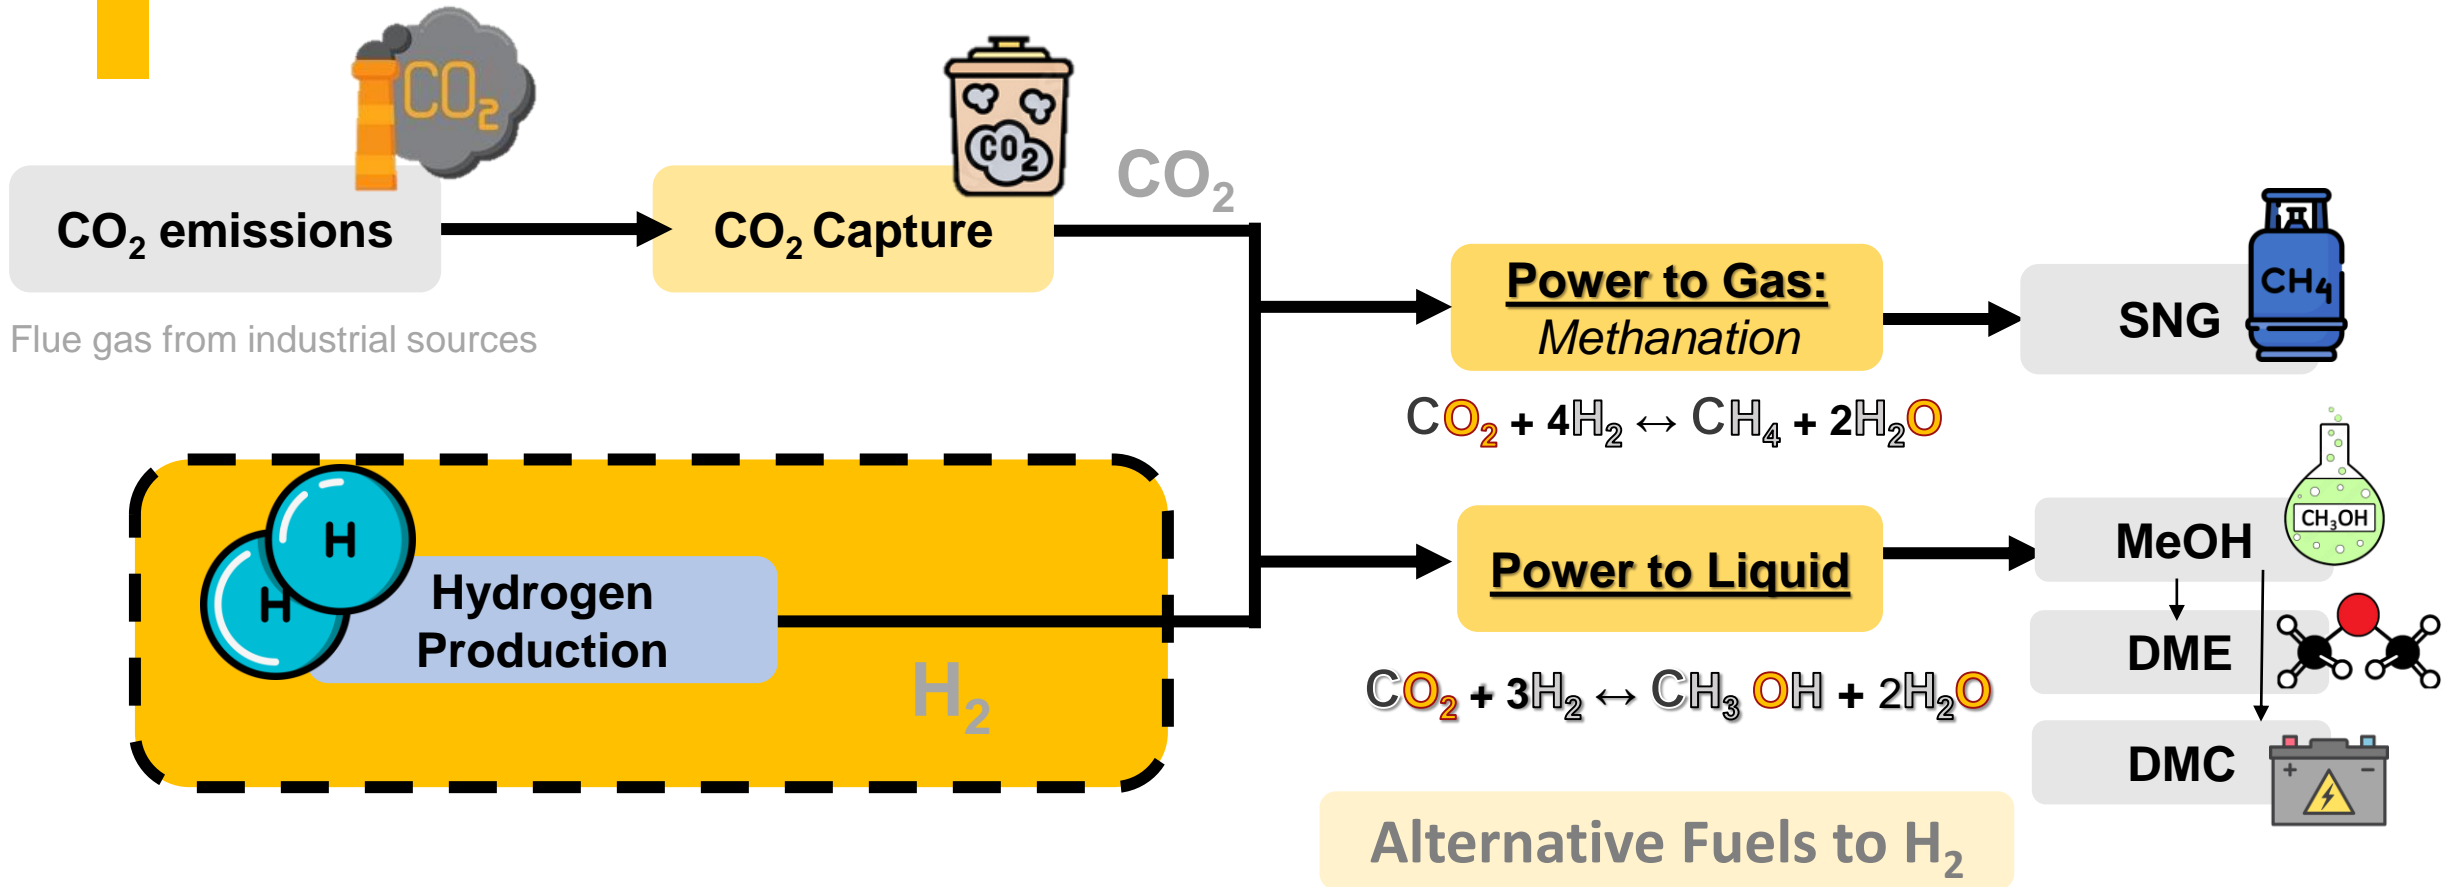 CO₂
CO₂
CO₂
CO₂ emissions
CO₂ Capture
Flue gas from industrial sources
Power to Gas:
Methanation
SNG
CH₄
CO₂ + 4H₂ ↔ CH₄ + 2H₂O
H
H
Hydrogen
Production
H₂
Power to Liquid
MeOH
CH₃OH
DME
CO₂ + 3H₂ ↔ CH₃ OH + 2H₂O
DMC
+ −
Alternative Fuels to H₂